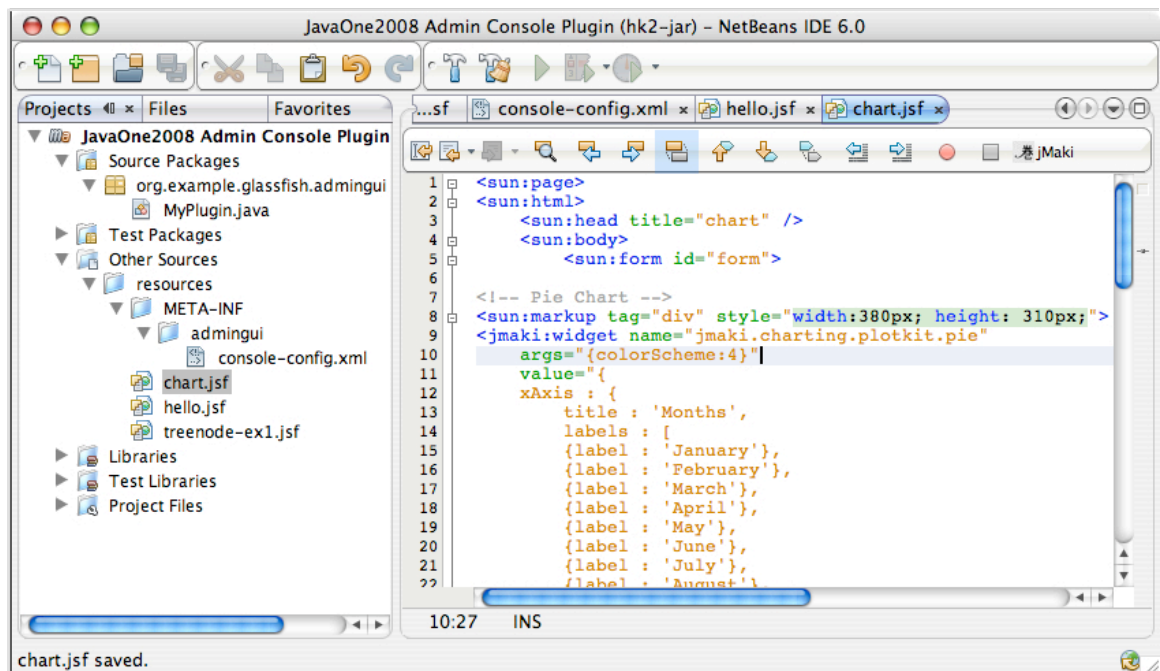 JavaOne2008 Admin Console Plugin (hk2-jar) – NetBeans IDE 6.0
Projects Files Favorites
JavaOne2008 Admin Console Plugin
Source Packages
org.example.glassfish.admingui
MyPlugin.java
Test Packages
Other Sources
resources
META-INF
admingui
console-config.xml
chart.jsf
hello.jsf
treenode-ex1.jsf
Libraries
Test Libraries
Project Files
...sf console-config.xml hello.jsf chart.jsf
jMaki
1 <sun:page>
2 <sun:html>
3 <sun:head title="chart" />
4 <sun:body>
5 <sun:form id="form">
6
7 <!-- Pie Chart -->
8 <sun:markup tag="div" style="width:380px; height: 310px;">
9 <jmaki:widget name="jmaki.charting.plotkit.pie"
10 args="{colorScheme:4}"
11 value="{
12 xAxis : {
13 title : 'Months',
14 labels : [
15 {label : 'January'},
16 {label : 'February'},
17 {label : 'March'},
18 {label : 'April'},
19 {label : 'May'},
20 {label : 'June'},
21 {label : 'July'},
22 {label : 'August'},
10:27 INS
chart.jsf saved.